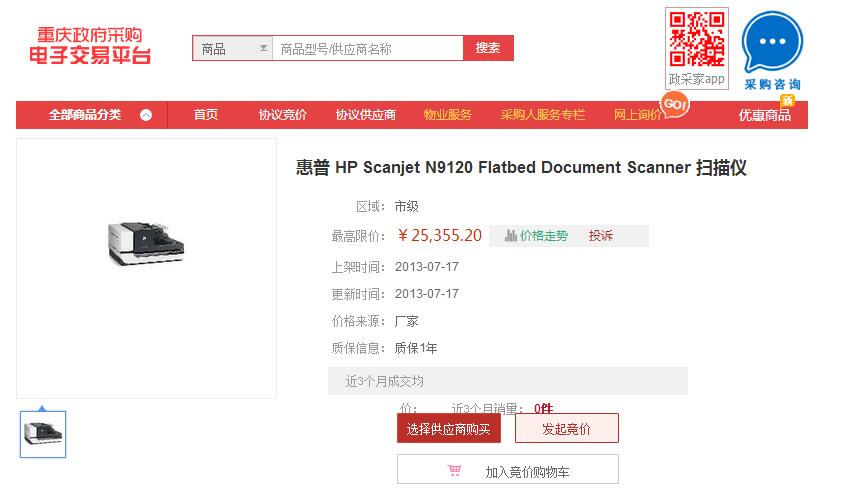 重庆政府采购
电子交易平台
商品 商品型号/供应商名称 搜索
政采家app
采购咨询
全部商品分类 首页 协议竞价 协议供应商 物业服务 采购人服务专栏 网上询价 GO! 优惠商品 新
惠普 HP Scanjet N9120 Flatbed Document Scanner 扫描仪
区域： 市级
最高限价： ￥25,355.20 价格走势 投诉
上架时间： 2013-07-17
更新时间： 2013-07-17
价格来源： 厂家
质保信息： 质保1年
近3个月成交均
价： 近3个月销量： 0件
选择供应商购买 发起竞价
加入竞价购物车